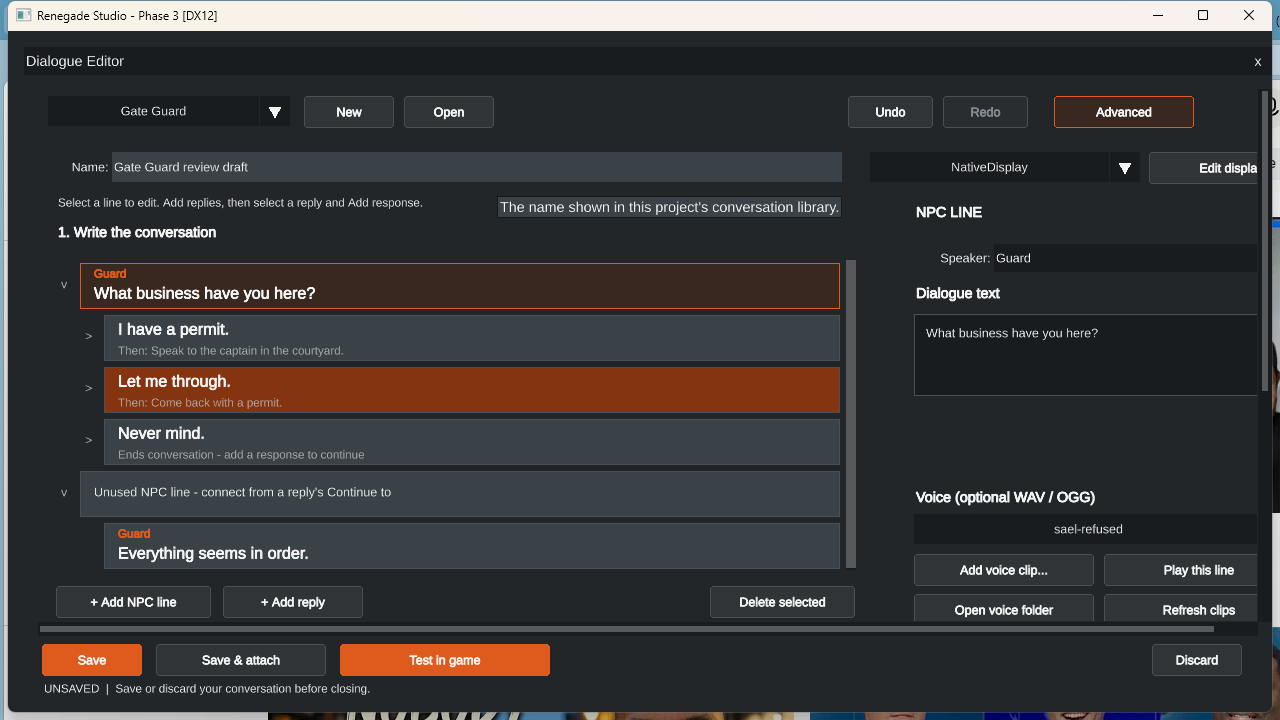 Renegade Studio - Phase 3 [DX12]
Dialogue Editor
x
Gate Guard
New
Open
Undo
Redo
Advanced
Name: Gate Guard review draft
NativeDisplay
Edit displa
Select a line to edit. Add replies, then select a reply and Add response.
The name shown in this project's conversation library.
NPC LINE
1. Write the conversation
Speaker: Guard
v
Guard
What business have you here?
Dialogue text
What business have you here?
>
I have a permit.
Then: Speak to the captain in the courtyard.
>
Let me through.
Then: Come back with a permit.
>
Never mind.
Ends conversation - add a response to continue
v
Unused NPC line - connect from a reply's Continue to
Guard
Everything seems in order.
Voice (optional WAV / OGG)
sael-refused
Add voice clip...
Play this line
Open voice folder
Refresh clips
+ Add NPC line
+ Add reply
Delete selected
Save
Save & attach
Test in game
Discard
UNSAVED | Save or discard your conversation before closing.